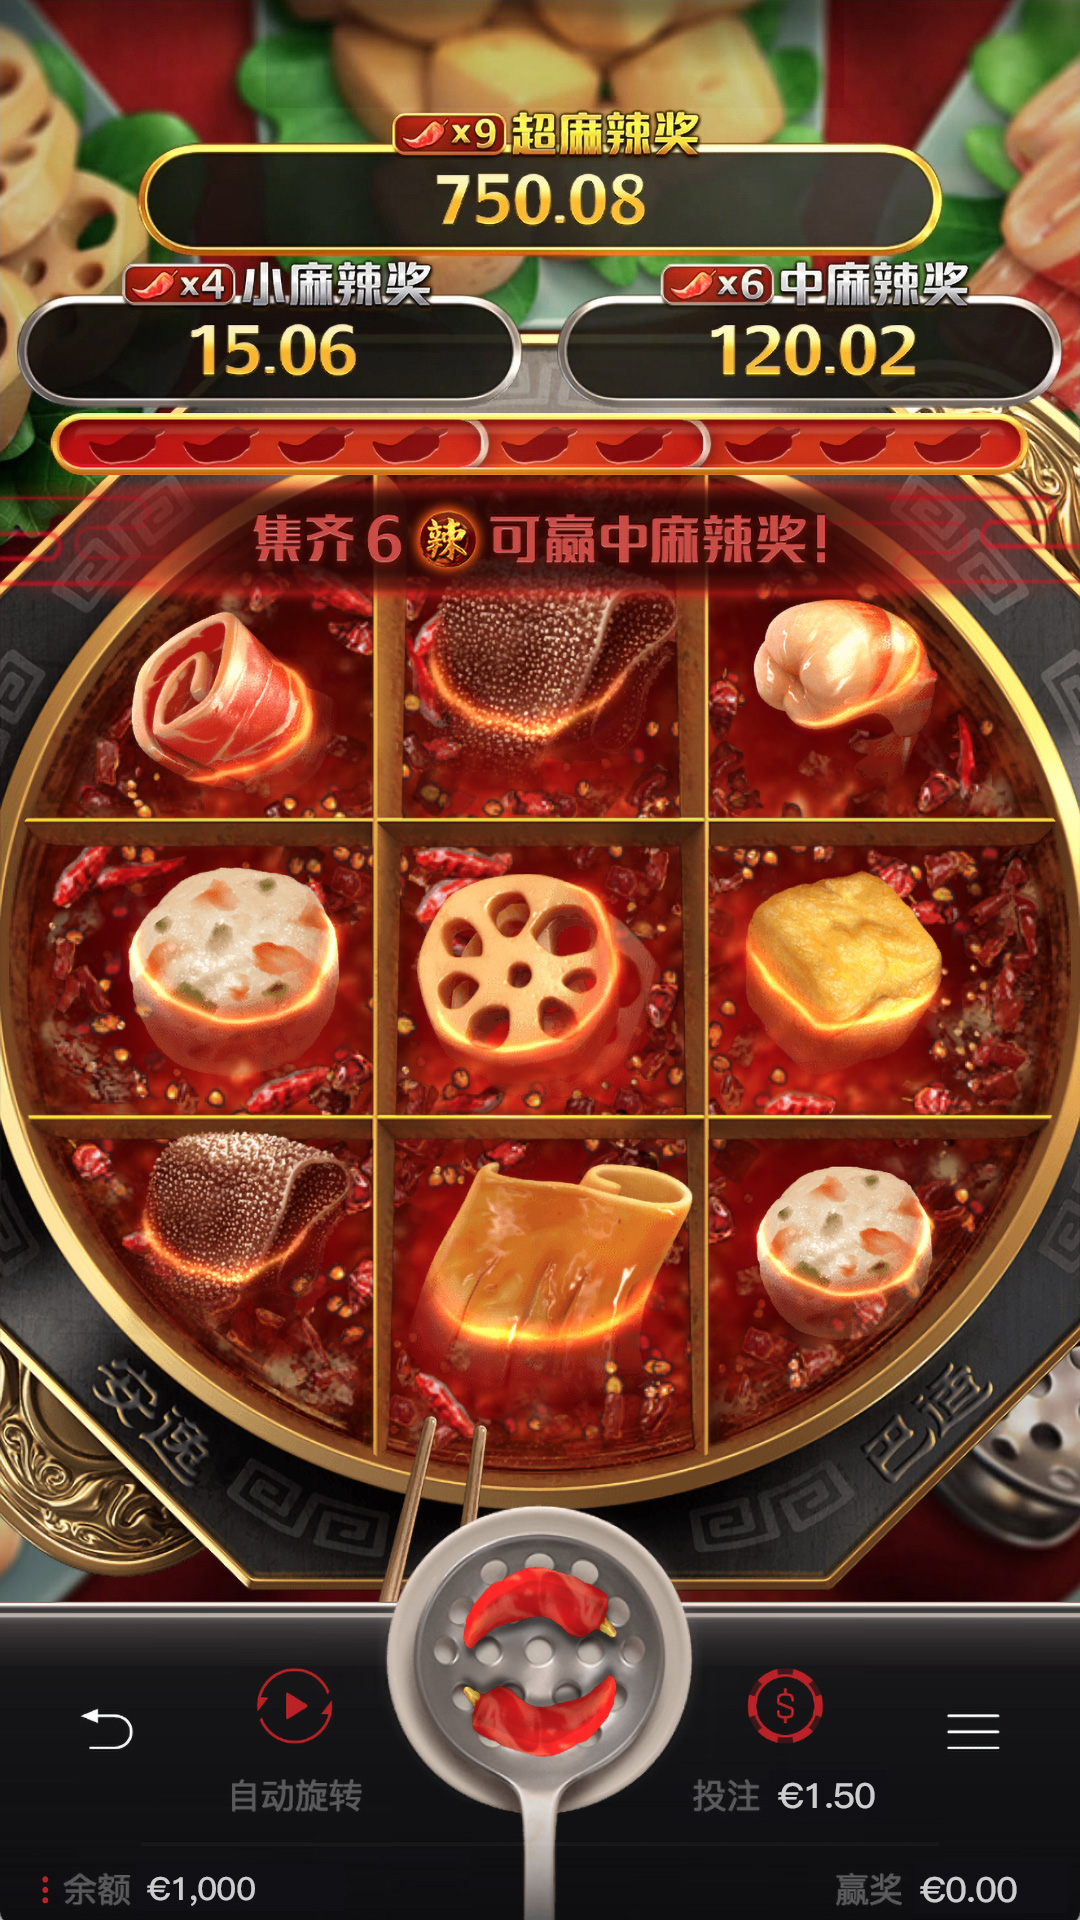 x9 超麻辣奖
750.08
x4 小麻辣奖
x6 中麻辣奖
15.06
120.02
集齐 6 辣 可赢中麻辣奖!
安逸
巴适
自动旋转
投注 €1.50
余额 €1,000
赢奖 €0.00